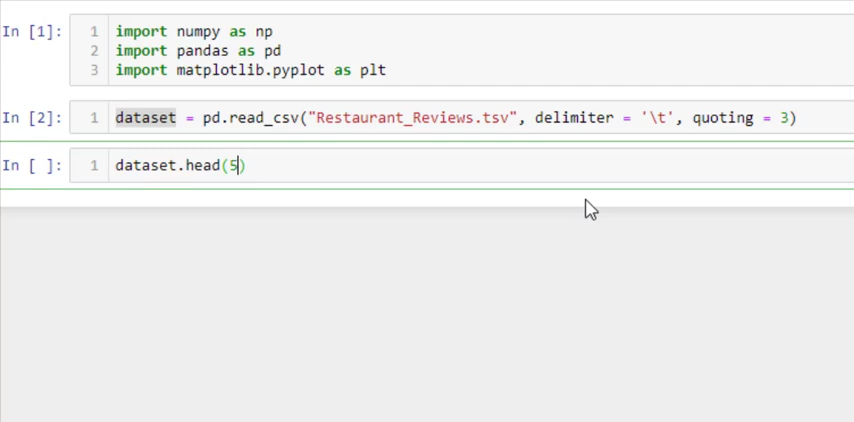 In [1]:
1 import numpy as np
2 import pandas as pd
3 import matplotlib.pyplot as plt
In [2]:
1 dataset = pd.read_csv("Restaurant_Reviews.tsv", delimiter = '\t', quoting = 3)
In [ ]:
1 dataset.head(5)